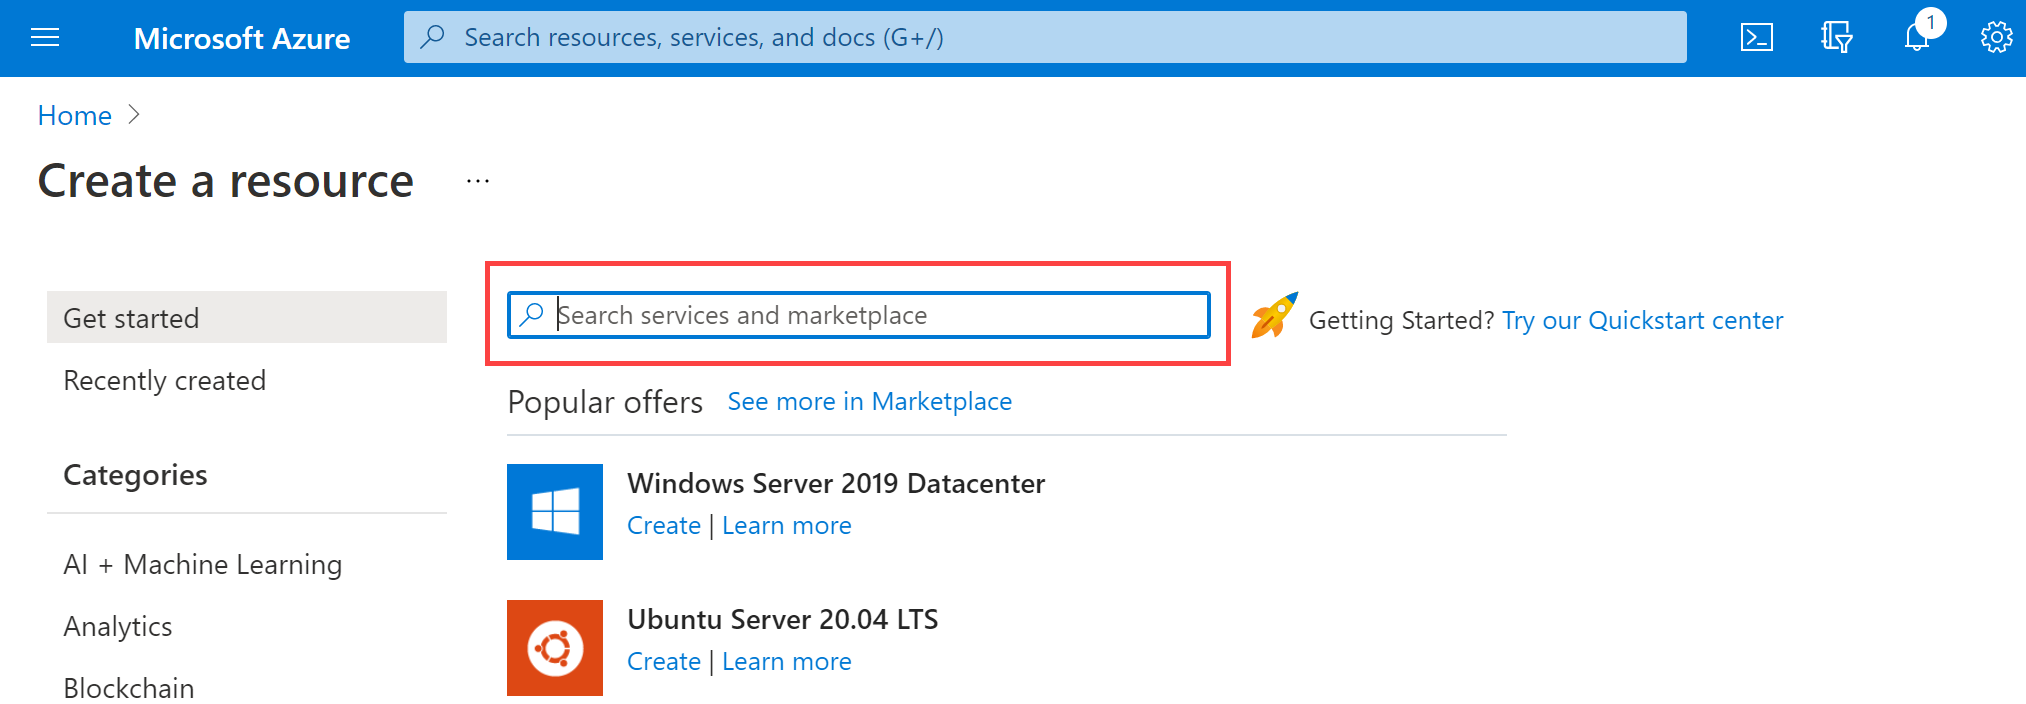 Microsoft Azure
Search resources, services, and docs (G+/)
1
Home
Create a resource
...
Get started
Recently created
Categories
AI + Machine Learning
Analytics
Blockchain
Search services and marketplace
Getting Started? Try our Quickstart center
Popular offers See more in Marketplace
Windows Server 2019 Datacenter
Create | Learn more
Ubuntu Server 20.04 LTS
Create | Learn more